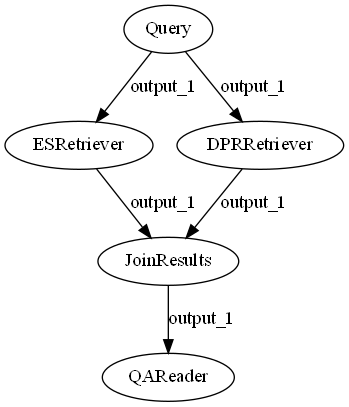 Query
output_1
output_1
ESRetriever
DPRRetriever
output_1
output_1
JoinResults
output_1
QAReader